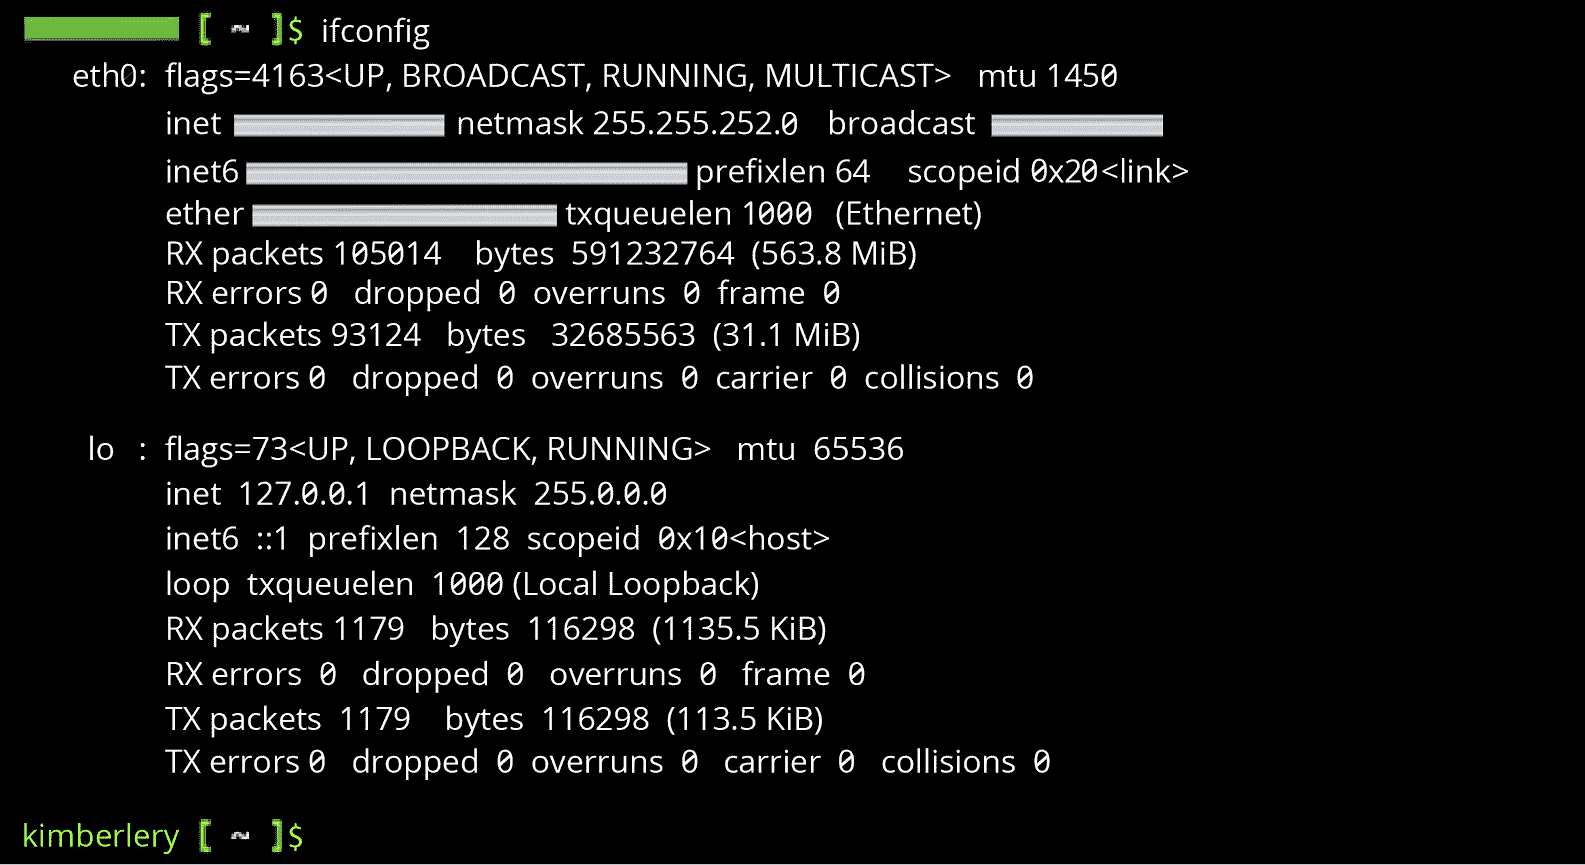 [ ~ ]$ ifconfig
eth0: flags=4163<UP, BROADCAST, RUNNING, MULTICAST> mtu 1450
inet netmask 255.255.252.0 broadcast
inet6 prefixlen 64 scopeid 0x20<link>
ether txqueuelen 1000 (Ethernet)
RX packets 105014 bytes 591232764 (563.8 MiB)
RX errors 0 dropped 0 overruns 0 frame 0
TX packets 93124 bytes 32685563 (31.1 MiB)
TX errors 0 dropped 0 overruns 0 carrier 0 collisions 0
lo : flags=73<UP, LOOPBACK, RUNNING> mtu 65536
inet 127.0.0.1 netmask 255.0.0.0
inet6 ::1 prefixlen 128 scopeid 0x10<host>
loop txqueuelen 1000 (Local Loopback)
RX packets 1179 bytes 116298 (1135.5 KiB)
RX errors 0 dropped 0 overruns 0 frame 0
TX packets 1179 bytes 116298 (113.5 KiB)
TX errors 0 dropped 0 overruns 0 carrier 0 collisions 0
kimberlery [ ~ ]$